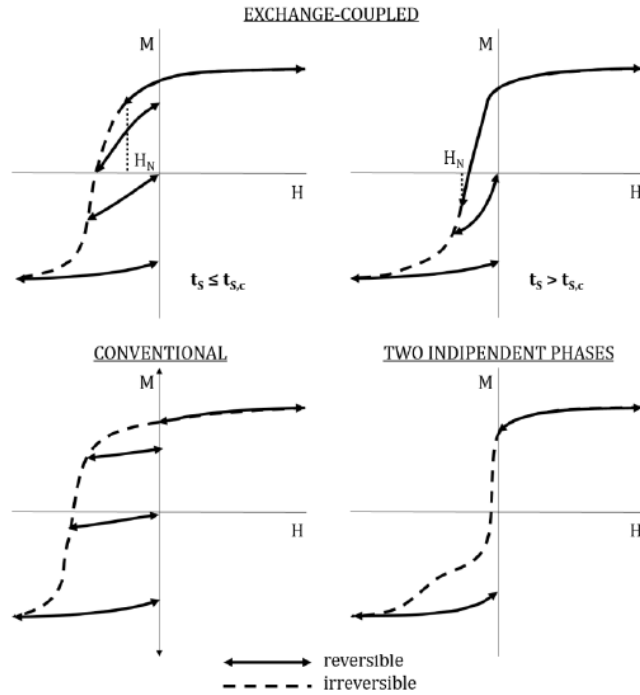 EXCHANGE-COUPLED
M
M
H_N
H_N
H
H
t_S ≤ t_S,c
t_S > t_S,c
CONVENTIONAL
TWO INDIPENDENT PHASES
M
M
H
H
reversible
irreversible